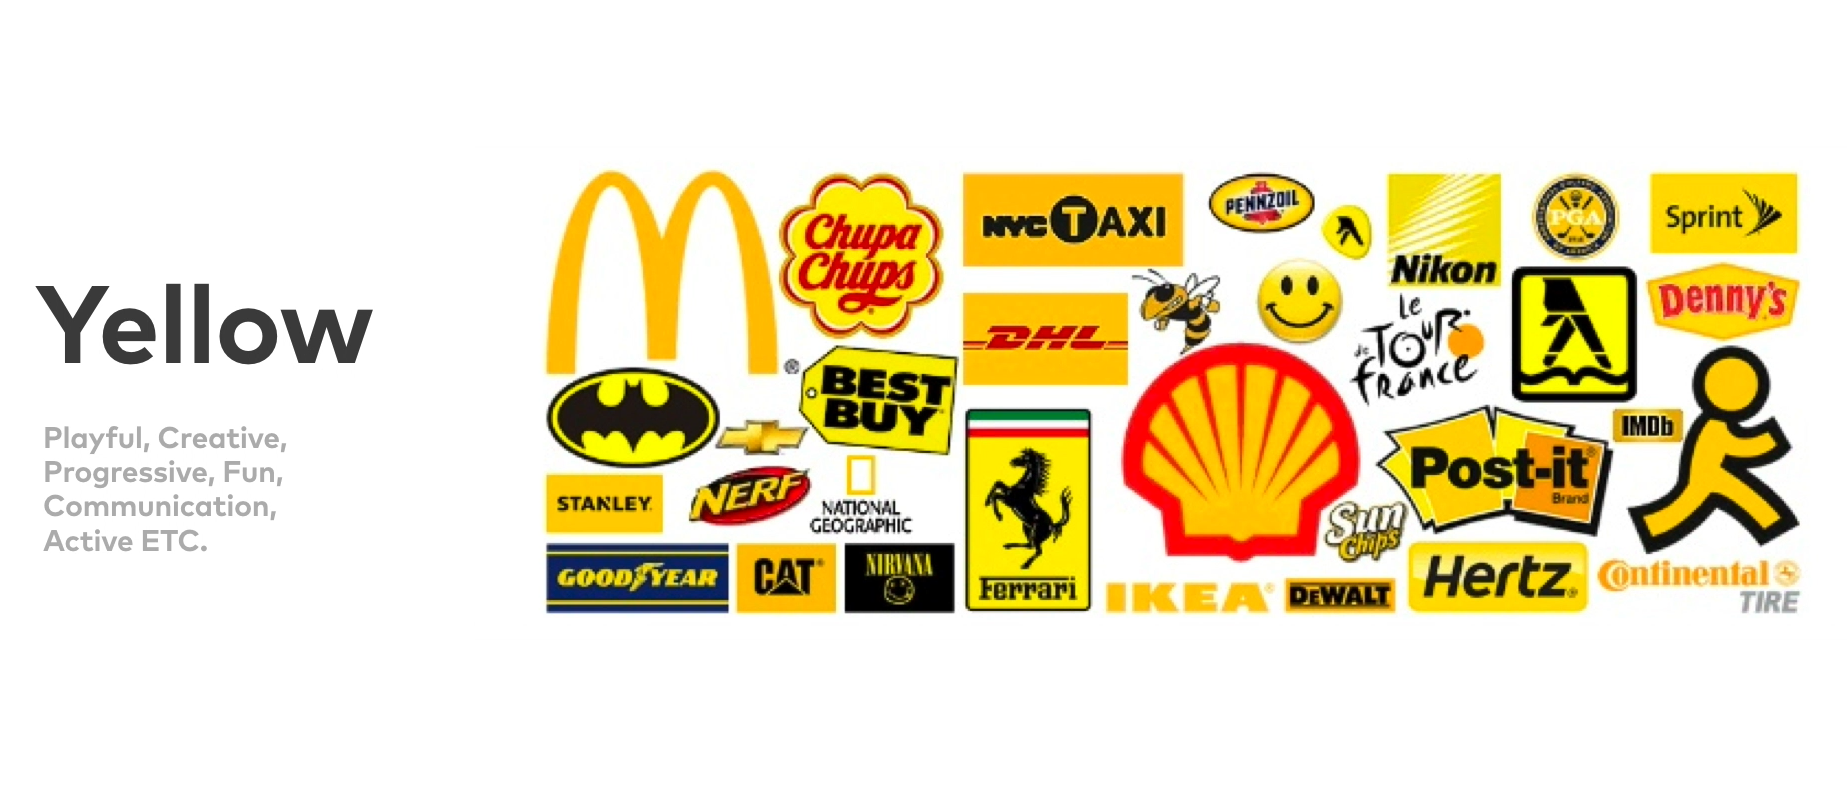 Yellow
Playful, Creative,
Progressive, Fun,
Communication,
Active ETC.
®
Chupa
Chups
NYC TAXI
PENNZOIL
Nikon
PGA
Sprint
DHL
Le
TOUR
de
france
Denny's
BEST
BUY
IMDb
Post-it®
Brand
STANLEY
NERF
NATIONAL
GEOGRAPHIC
Sun
Chips
Ferrari
GOODYEAR
CAT®
NIRVANA
IKEA®
DEWALT
Hertz
Continental
TIRE